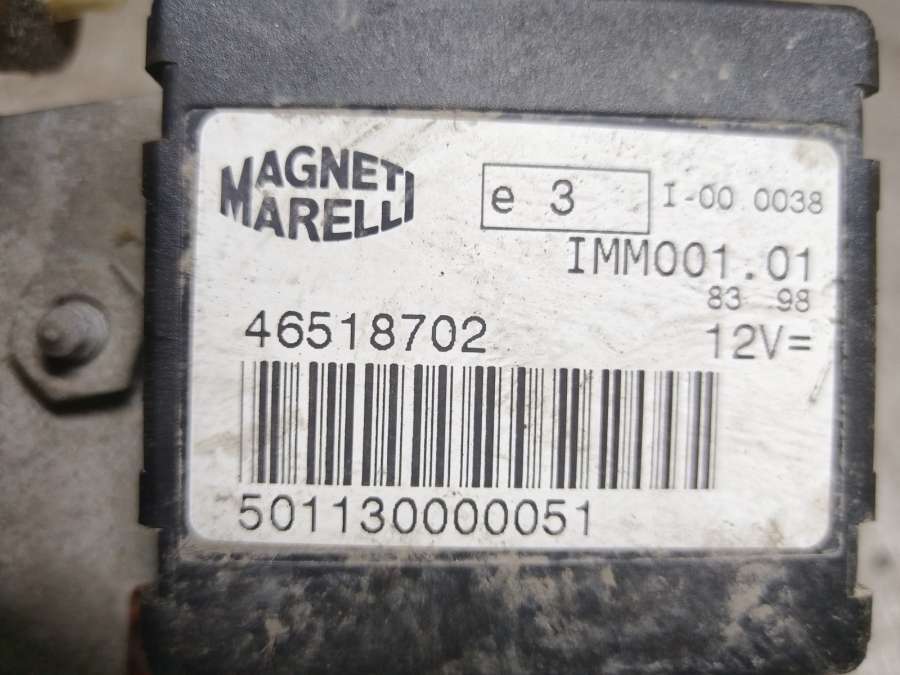 MAGNETI
MARELLI
e 3
I-00 0038
IMM001.01
83 98
46518702
12V=
501130000051